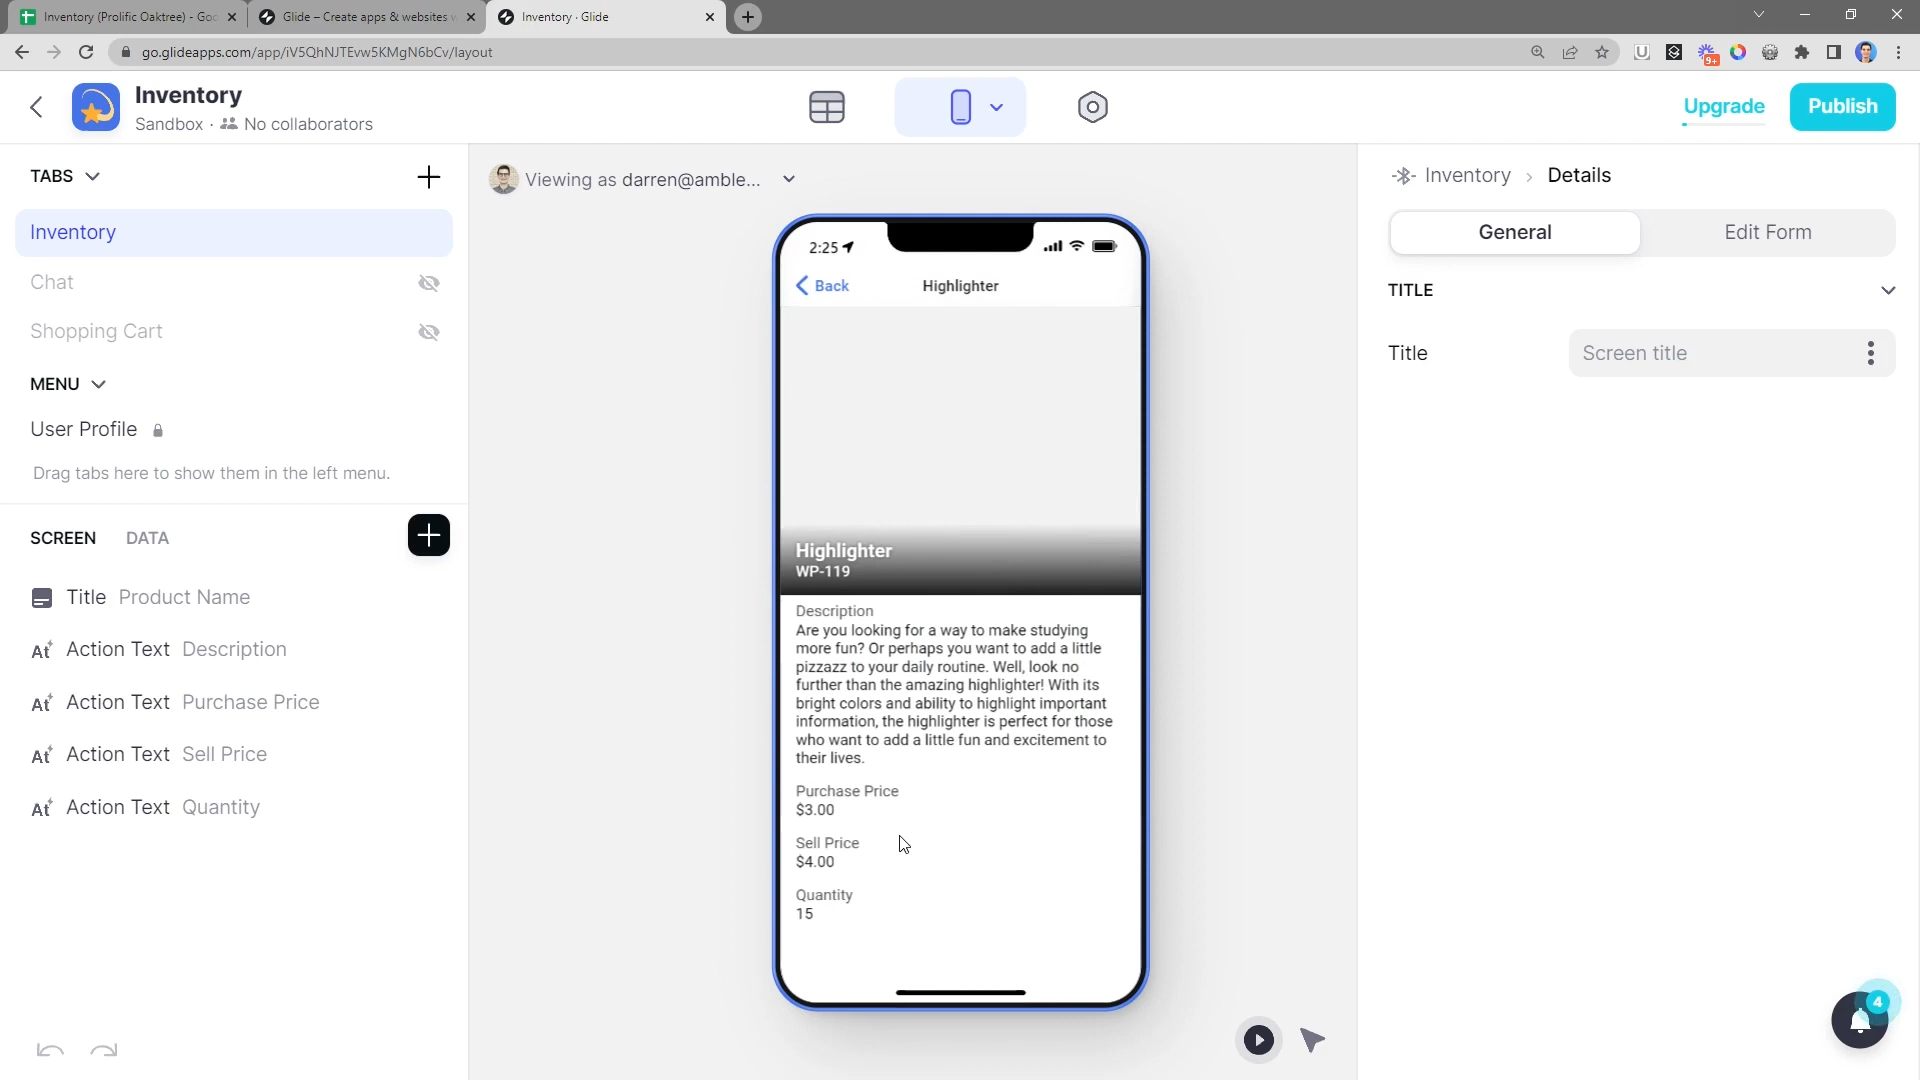 Inventory (Prolific Oaktree) - Goo
Glide – Create apps & websites w
Inventory · Glide
go.glideapps.com/app/iV5QhNJTEvw5KMgN6bCv/layout
9+
Inventory
Sandbox · No collaborators
Upgrade
Publish
TABS
Inventory
Chat
Shopping Cart
MENU
User Profile
Drag tabs here to show them in the left menu.
SCREEN
DATA
Title Product Name
Action Text Description
Action Text Purchase Price
Action Text Sell Price
Action Text Quantity
Viewing as darren@amble...
2:25
Back
Highlighter
Highlighter
WP-119
Description
Are you looking for a way to make studying
more fun? Or perhaps you want to add a little
pizzazz to your daily routine. Well, look no
further than the amazing highlighter! With its
bright colors and ability to highlight important
information, the highlighter is perfect for those
who want to add a little fun and excitement to
their lives.
Purchase Price
$3.00
Sell Price
$4.00
Quantity
15
Inventory › Details
General
Edit Form
TITLE
Title
Screen title
4